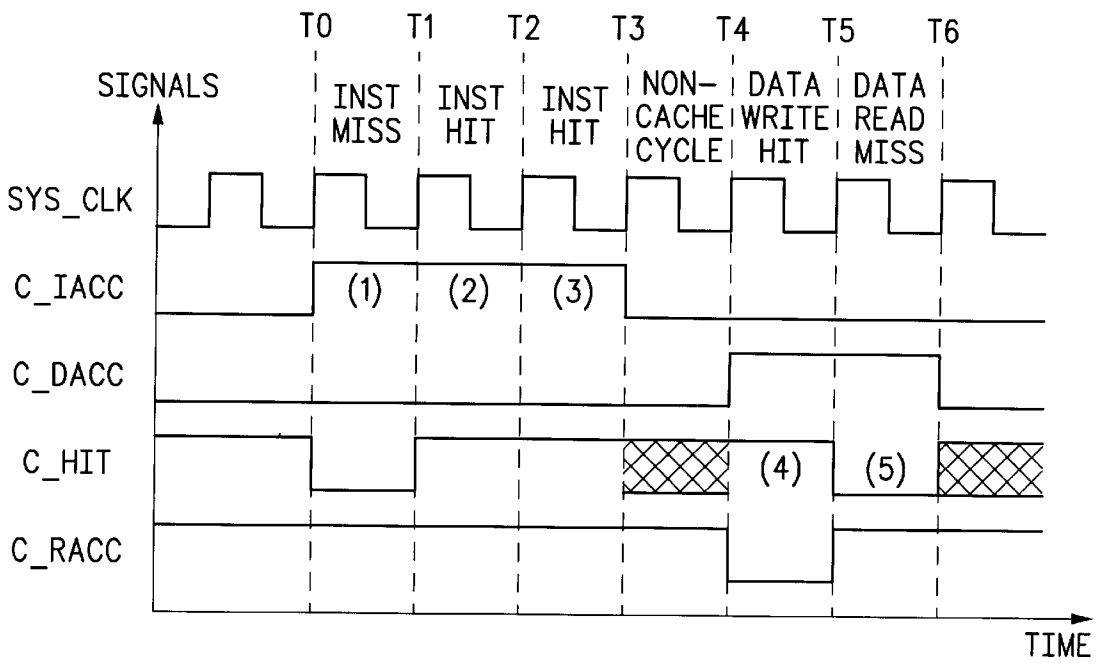 T0 T1 T2 T3 T4 T5 T6
SIGNALS
INST MISS
INST HIT
INST HIT
NON-CACHE CYCLE
DATA WRITE HIT
DATA READ MISS
SYS_CLK
C_IACC (1) (2) (3)
C_DACC
C_HIT (4) (5)
C_RACC
TIME